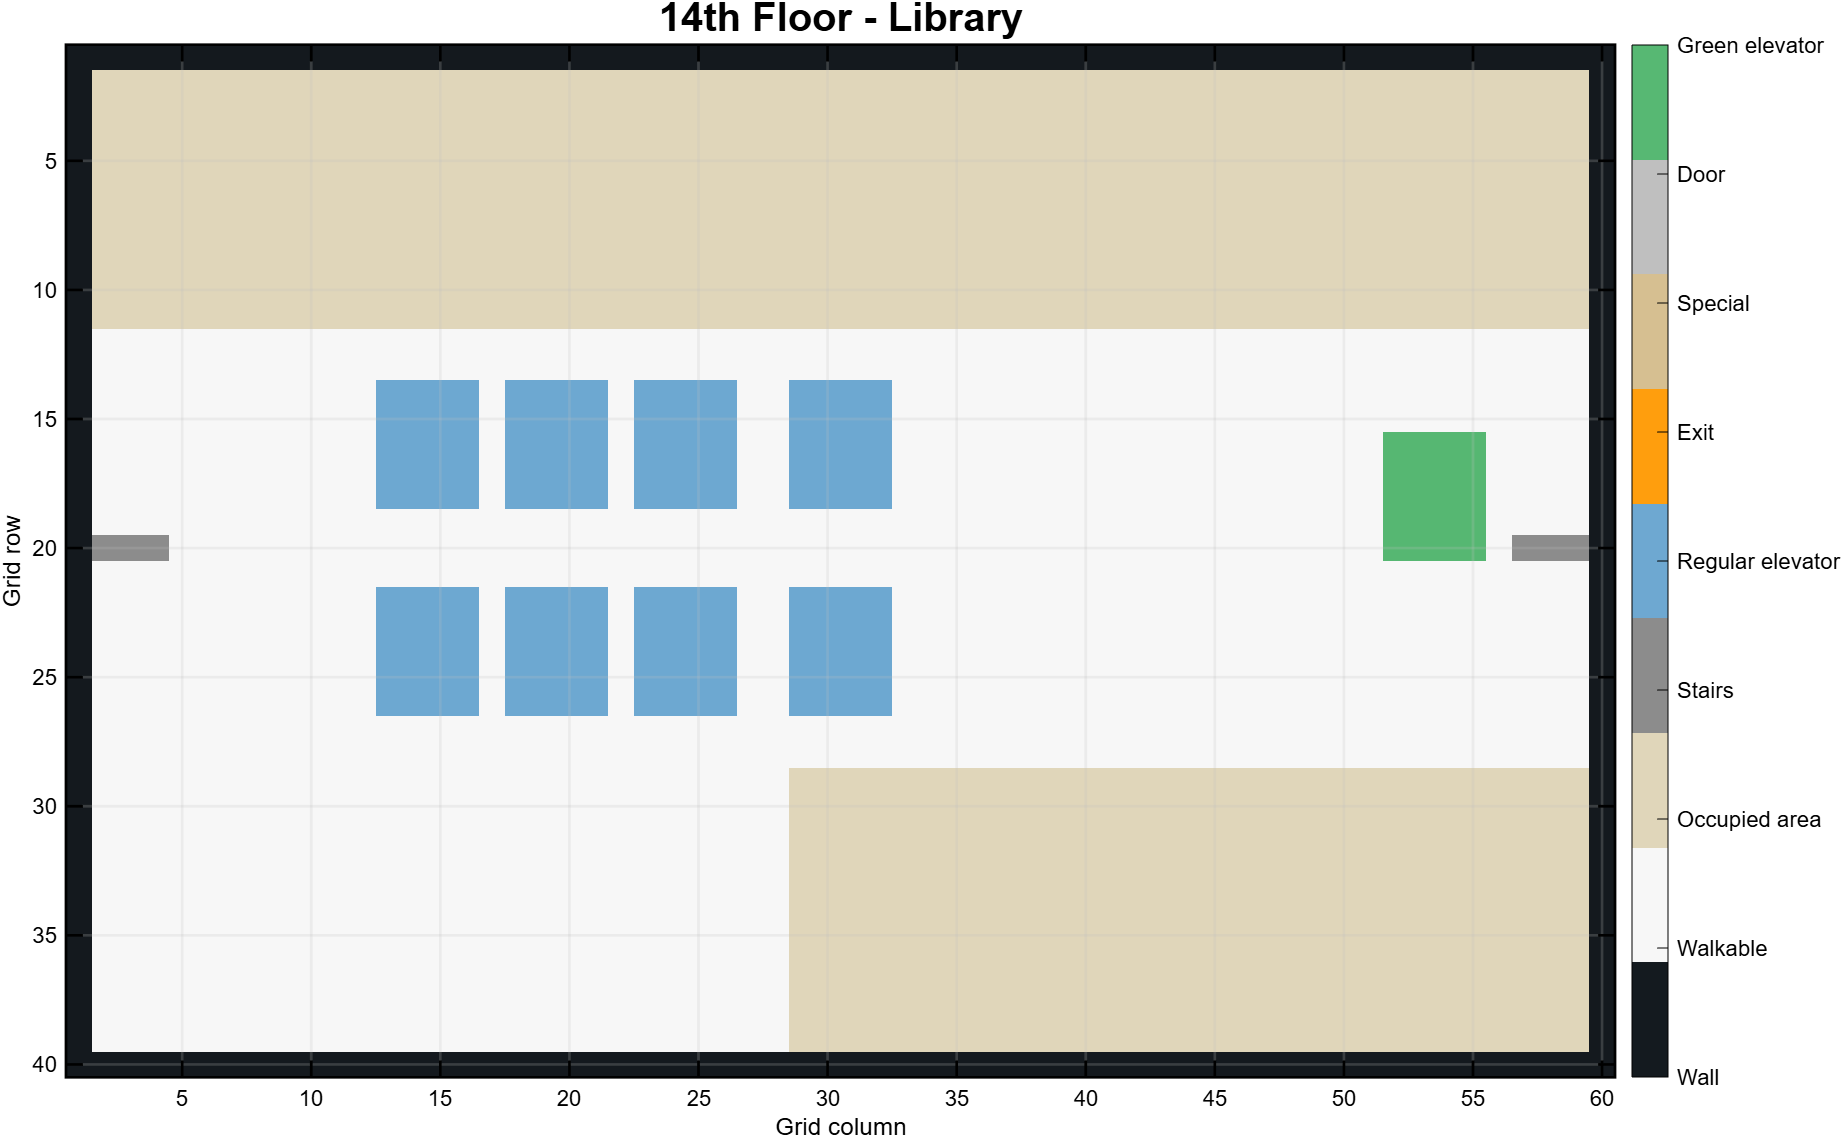 14th Floor - Library
Green elevator
Door
Special
Exit
Regular elevator
Stairs
Occupied area
Walkable
Wall
Grid row
5
10
15
20
25
30
35
40
5 10 15 20 25 30 35 40 45 50 55 60
Grid column